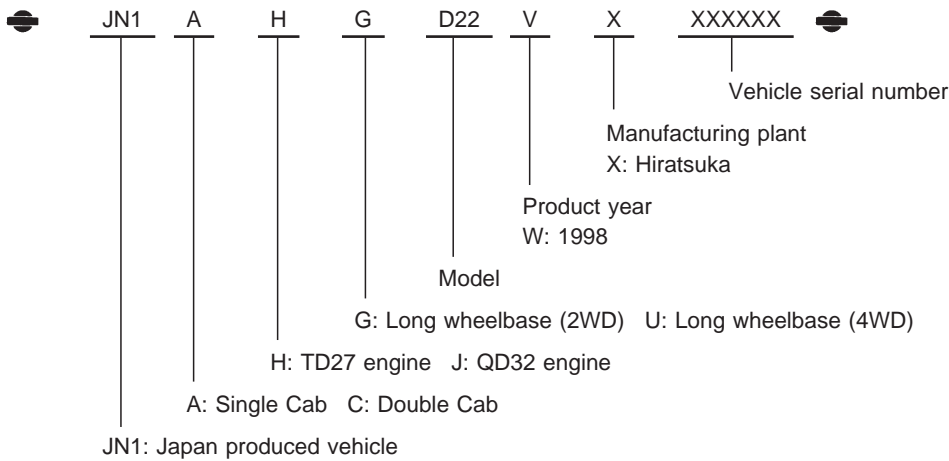 JN1 A H G D22 V X XXXXXX
Vehicle serial number
Manufacturing plant
X: Hiratsuka
Product year
W: 1998
Model
G: Long wheelbase (2WD) U: Long wheelbase (4WD)
H: TD27 engine J: QD32 engine
A: Single Cab C: Double Cab
JN1: Japan produced vehicle